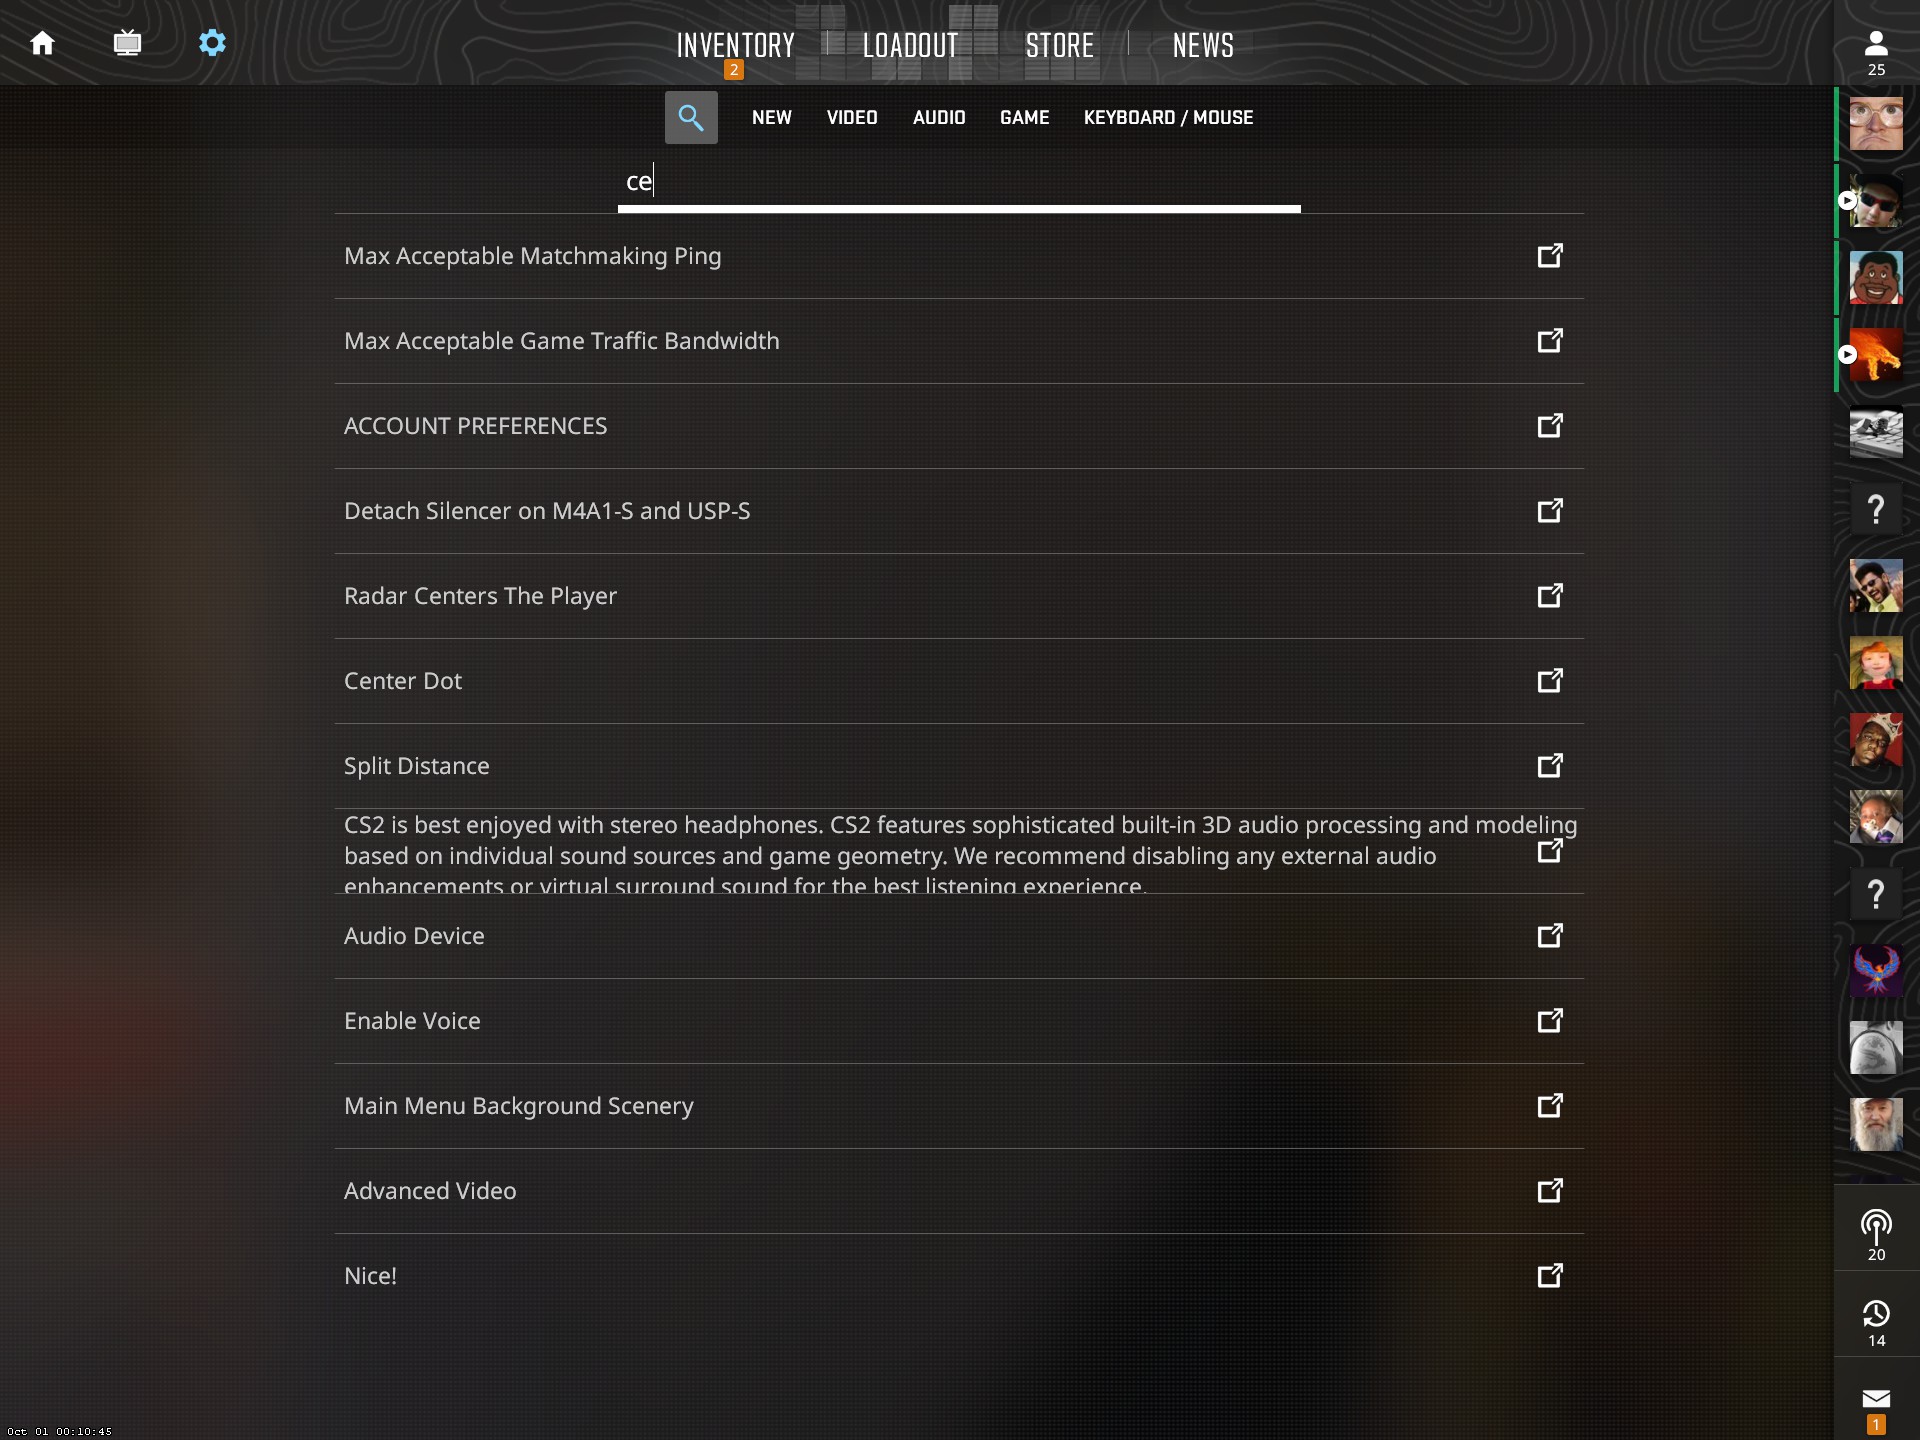 INVENTORY
LOADOUT
STORE
NEWS
2
25
NEW
VIDEO
AUDIO
GAME
KEYBOARD / MOUSE
ce
Max Acceptable Matchmaking Ping
Max Acceptable Game Traffic Bandwidth
ACCOUNT PREFERENCES
Detach Silencer on M4A1-S and USP-S
Radar Centers The Player
Center Dot
Split Distance
CS2 is best enjoyed with stereo headphones. CS2 features sophisticated built-in 3D audio processing and modeling
based on individual sound sources and game geometry. We recommend disabling any external audio
enhancements or virtual surround sound for the best listening experience.
Audio Device
Enable Voice
Main Menu Background Scenery
Advanced Video
Nice!
?
?
20
14
1
Oct 01 00:10:45